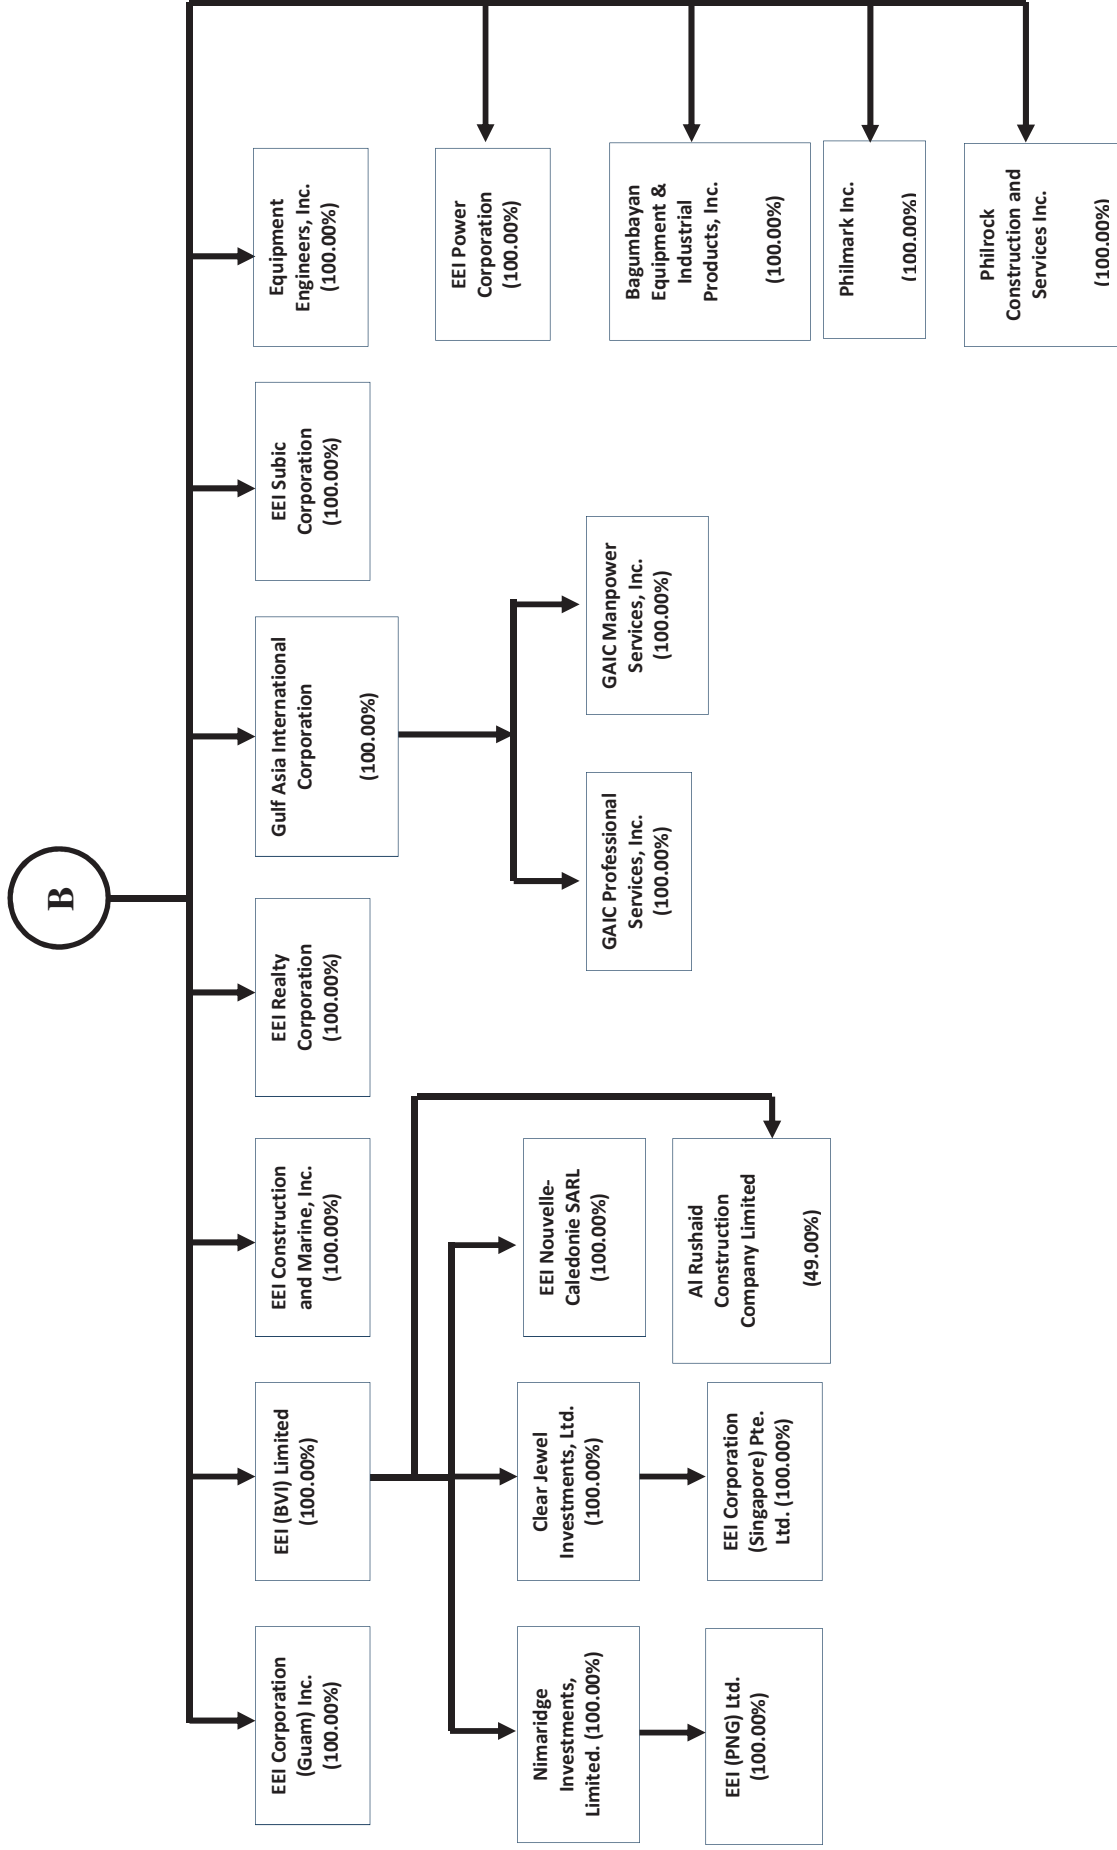 B
EEI Corporation
(Guam) Inc.
(100.00%)
EEI (BVI) Limited
(100.00%)
EEI Construction
and Marine, Inc.
(100.00%)
EEI Realty
Corporation
(100.00%)
Gulf Asia International
Corporation
(100.00%)
EEI Subic
Corporation
(100.00%)
Equipment
Engineers, Inc.
(100.00%)
EEI Power
Corporation
(100.00%)
Nimaridge
Investments,
Limited. (100.00%)
Clear Jewel
Investments, Ltd.
(100.00%)
EEI Nouvelle-
Caledonie SARL
(100.00%)
GAIC Professional
Services, Inc.
(100.00%)
GAIC Manpower
Services, Inc.
(100.00%)
Bagumbayan
Equipment &
Industrial
Products, Inc.
(100.00%)
EEI (PNG) Ltd.
(100.00%)
EEI Corporation
(Singapore) Pte.
Ltd. (100.00%)
Al Rushaid
Construction
Company Limited
(49.00%)
Philmark Inc.
(100.00%)
Philrock
Construction and
Services Inc.
(100.00%)